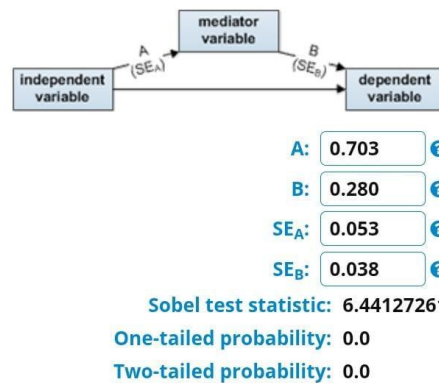 mediator
variable
A
(SEA)
B
(SEB)
independent
variable
dependent
variable
A: 0.703
B: 0.280
SEA: 0.053
SEB: 0.038
Sobel test statistic: 6.44127261
One-tailed probability: 0.0
Two-tailed probability: 0.0